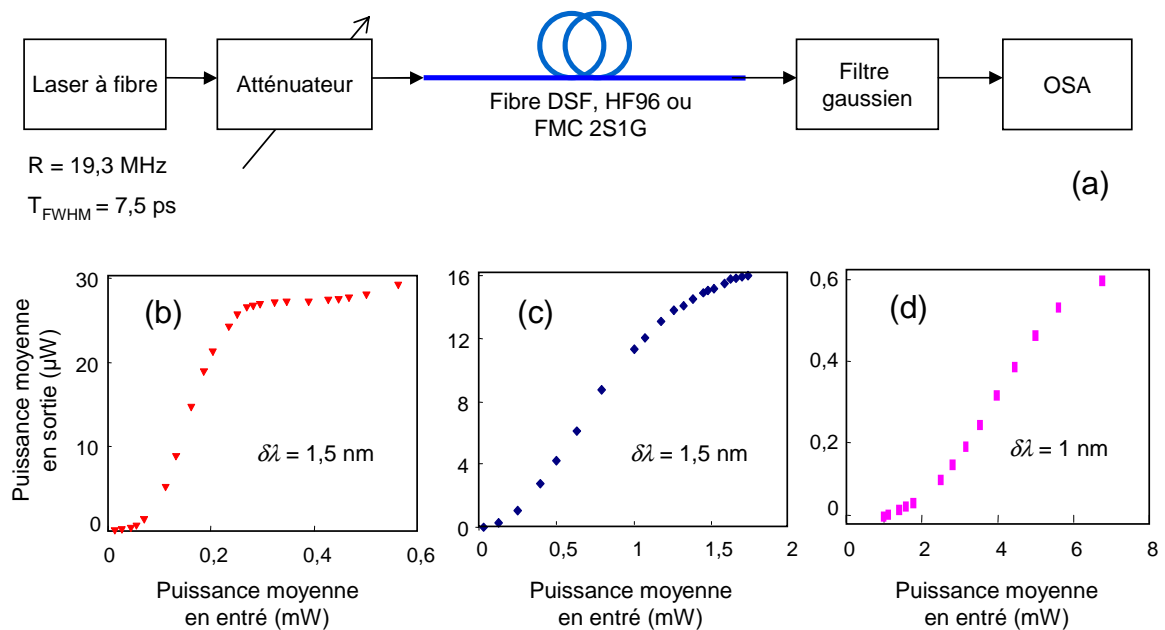 Laser à fibre
Atténuateur
Fibre DSF, HF96 ou
FMC 2S1G
Filtre
gaussien
OSA
R = 19,3 MHz
T_FWHM = 7,5 ps
(a)
Puissance moyenne
en sortie (µW)
30
20
10
0
(b)
δλ = 1,5 nm
0
0,2
0,4
0,6
Puissance moyenne
en entré (mW)
16
12
8
4
0
(c)
δλ = 1,5 nm
0
0,5
1
1,5
2
Puissance moyenne
en entré (mW)
0,6
0,4
0,2
0
(d)
δλ = 1 nm
0
2
4
6
8
Puissance moyenne
en entré (mW)